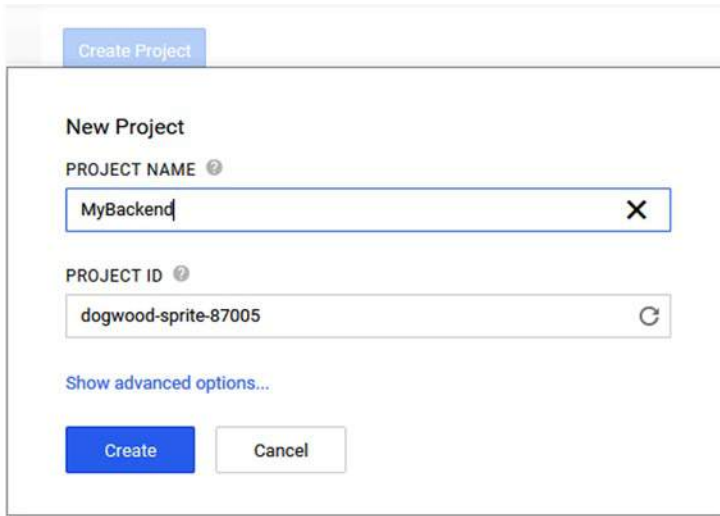 Create Project
New Project
PROJECT NAME
MyBackend
PROJECT ID
dogwood-sprite-87005
Show advanced options...
Create Cancel